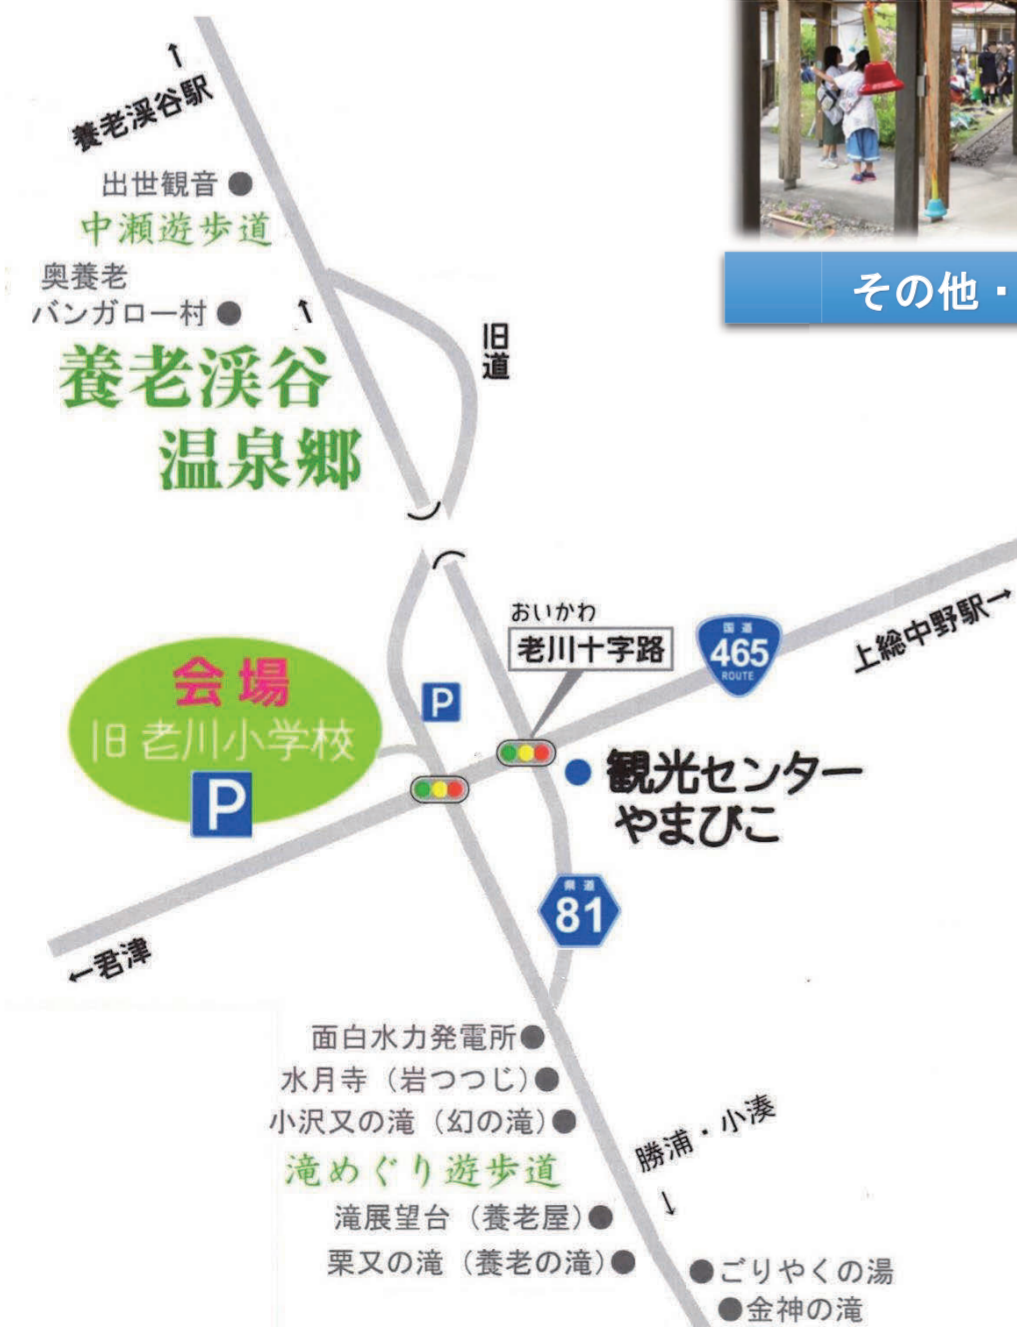 養老渓谷駅
出世観音
中瀬遊歩道
奥養老
バンガロー村
旧道
養老渓谷
温泉郷
その他・
おいかわ
老川十字路
国道
465
ROUTE
上総中野駅→
会場
旧 老川小学校
P
P
観光センター
やまびこ
県道
81
←君津
面白水力発電所
水月寺（岩つつじ）
小沢又の滝（幻の滝）
滝めぐり遊歩道
勝浦・小湊
滝展望台（養老屋）
栗又の滝（養老の滝）
ごりやくの湯
金神の滝